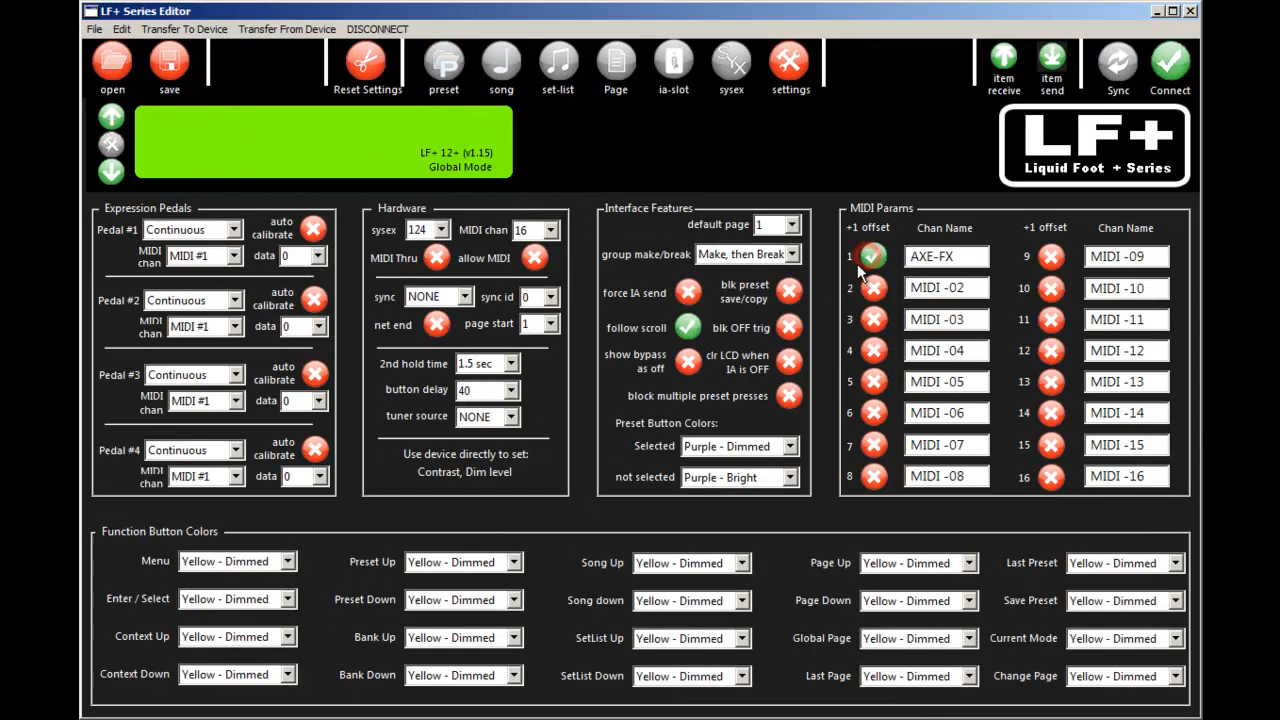 LF+ Series Editor
File Edit Transfer To Device Transfer From Device DISCONNECT
open save Reset Settings preset song set-list Page ia-slot SYX sysex settings item receive item send Sync Connect
LF+ 12+ (v1.15)
Global Mode
LF+
Liquid Foot + Series
Expression Pedals
Pedal #1 Continuous auto calibrate
MIDI chan MIDI #1 data 0
Pedal #2 Continuous auto calibrate
MIDI chan MIDI #1 data 0
Pedal #3 Continuous auto calibrate
MIDI chan MIDI #1 data 0
Pedal #4 Continuous auto calibrate
MIDI chan MIDI #1 data 0
Hardware
sysex 124 MIDI chan 16
MIDI Thru allow MIDI
sync NONE sync id 0
net end page start 1
2nd hold time 1.5 sec
button delay 40
tuner source NONE
Use device directly to set:
Contrast, Dim level
Interface Features
default page 1
group make/break Make, then Break
force IA send blk preset save/copy
follow scroll blk OFF trig
show bypass as off clr LCD when IA is OFF
block multiple preset presses
Preset Button Colors:
Selected Purple - Dimmed
not selected Purple - Bright
MIDI Params
+1 offset Chan Name +1 offset Chan Name
1 AXE-FX 9 MIDI -09
2 MIDI -02 10 MIDI -10
3 MIDI -03 11 MIDI -11
4 MIDI -04 12 MIDI -12
5 MIDI -05 13 MIDI -13
6 MIDI -06 14 MIDI -14
7 MIDI -07 15 MIDI -15
8 MIDI -08 16 MIDI -16
Function Button Colors
Menu Yellow - Dimmed Preset Up Yellow - Dimmed Song Up Yellow - Dimmed Page Up Yellow - Dimmed Last Preset Yellow - Dimmed
Enter / Select Yellow - Dimmed Preset Down Yellow - Dimmed Song down Yellow - Dimmed Page Down Yellow - Dimmed Save Preset Yellow - Dimmed
Context Up Yellow - Dimmed Bank Up Yellow - Dimmed SetList Up Yellow - Dimmed Global Page Yellow - Dimmed Current Mode Yellow - Dimmed
Context Down Yellow - Dimmed Bank Down Yellow - Dimmed SetList Down Yellow - Dimmed Last Page Yellow - Dimmed Change Page Yellow - Dimmed